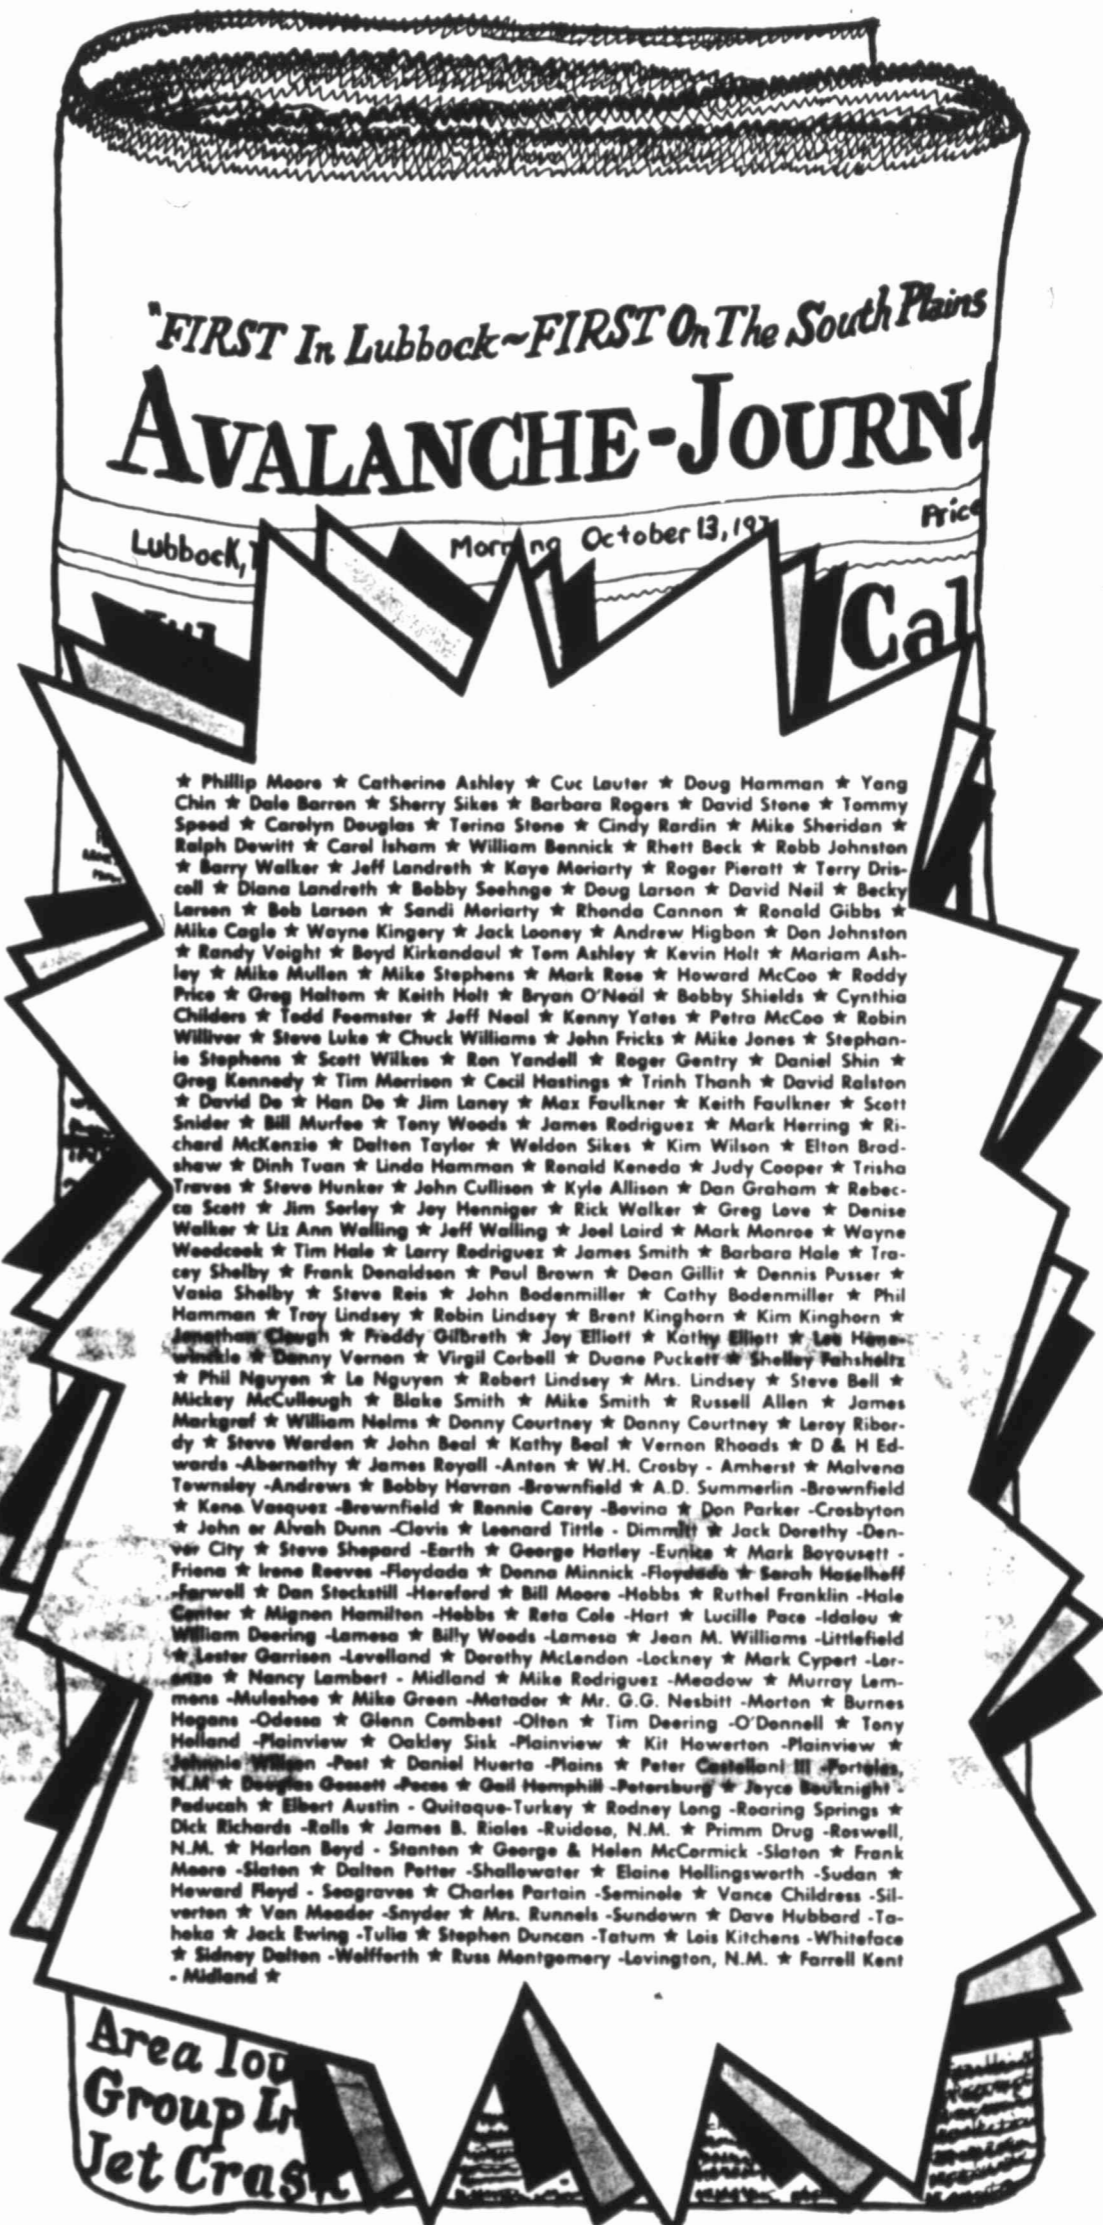 "FIRST In Lubbock~FIRST On The South Plains
AVALANCHE-JOURNA
Lubbock,
Morning October 13, 197
Price
Cal
★ Phillip Moore ★ Catherine Ashley ★ Cuc Lauter ★ Doug Hamman ★ Yang
Chin ★ Dale Barron ★ Sherry Sikes ★ Barbara Rogers ★ David Stone ★ Tommy
Speed ★ Carolyn Douglas ★ Terina Stone ★ Cindy Rardin ★ Mike Sheridan ★
Ralph Dewitt ★ Carol Isham ★ William Bennick ★ Rhett Beck ★ Robb Johnston
★ Barry Walker ★ Jeff Landreth ★ Kaye Moriarty ★ Roger Pieratt ★ Terry Dris-
coll ★ Diana Landreth ★ Bobby Soehnge ★ Doug Larson ★ David Neil ★ Becky
Larsen ★ Bob Larson ★ Sandi Moriarty ★ Rhonda Cannon ★ Ronald Gibbs ★
Mike Cagle ★ Wayne Kingery ★ Jack Looney ★ Andrew Higbon ★ Don Johnston
★ Randy Voight ★ Boyd Kirkandaul ★ Tom Ashley ★ Kevin Holt ★ Mariam Ash-
ley ★ Mike Mullen ★ Mike Stephens ★ Mark Rose ★ Howard McCoo ★ Roddy
Price ★ Greg Haltom ★ Keith Holt ★ Bryan O'Neal ★ Bobby Shields ★ Cynthia
Childers ★ Todd Feemster ★ Jeff Neal ★ Kenny Yates ★ Petra McCoo ★ Robin
Williver ★ Steve Luke ★ Chuck Williams ★ John Fricks ★ Mike Jones ★ Stephan-
ie Stephens ★ Scott Wilkes ★ Ron Yandell ★ Roger Gentry ★ Daniel Shin ★
Greg Kennedy ★ Tim Morrison ★ Cecil Hastings ★ Trinh Thanh ★ David Ralston
★ David Do ★ Han Do ★ Jim Laney ★ Max Faulkner ★ Keith Faulkner ★ Scott
Snider ★ Bill Murfee ★ Tony Woods ★ James Rodriguez ★ Mark Herring ★ Ri-
chard McKenzie ★ Dalton Taylor ★ Weldon Sikes ★ Kim Wilson ★ Elton Brad-
shaw ★ Dinh Tuan ★ Linda Hamman ★ Ronald Keneda ★ Judy Cooper ★ Trisha
Traves ★ Steve Hunker ★ John Cullison ★ Kyle Allison ★ Dan Graham ★ Rebec-
ca Scott ★ Jim Sorley ★ Joy Henniger ★ Rick Walker ★ Greg Love ★ Denise
Walker ★ Liz Ann Walling ★ Jeff Walling ★ Joel Laird ★ Mark Monroe ★ Wayne
Woodcook ★ Tim Hale ★ Larry Rodriguez ★ James Smith ★ Barbara Hale ★ Tra-
cey Shelby ★ Frank Donaldson ★ Paul Brown ★ Dean Gillit ★ Dennis Pusser ★
Vasia Shelby ★ Steve Reis ★ John Bodenmiller ★ Cathy Bodenmiller ★ Phil
Hamman ★ Troy Lindsey ★ Robin Lindsey ★ Brent Kinghorn ★ Kim Kinghorn ★
Jonathan Clough ★ Freddy Gilbreth ★ Joy Elliott ★ Kathy Elliott ★ Lee Hone-
winckle ★ Danny Vernon ★ Virgil Corbell ★ Duane Puckett ★ Shelley Fahsholtz
★ Phil Nguyen ★ Le Nguyen ★ Robert Lindsey ★ Mrs. Lindsey ★ Steve Bell ★
Mickey McCullough ★ Blake Smith ★ Mike Smith ★ Russell Allen ★ James
Markgraf ★ William Nelms ★ Donny Courtney ★ Danny Courtney ★ Leroy Ribor-
dy ★ Steve Warden ★ John Beal ★ Kathy Beal ★ Vernon Rhoads ★ D & H Ed-
wards -Abernathy ★ James Royall -Anton ★ W.H. Crosby - Amherst ★ Malvena
Townsley -Andrews ★ Bobby Havran -Brownfield ★ A.D. Summerlin -Brownfield
★ Kene Vasquez -Brownfield ★ Ronnie Carey -Bovina ★ Don Parker -Crosbyton
★ John or Alvah Dunn -Clovis ★ Leonard Tittle - Dimmitt ★ Jack Dorethy -Den-
ver City ★ Steve Shepard -Earth ★ George Hatley -Eunice ★ Mark Boyousett -
Friona ★ Irene Reeves -Floydada ★ Donna Minnick -Floydada ★ Sarah Haselhoff
-Farwell ★ Dan Stockstill -Hereford ★ Bill Moore -Hobbs ★ Ruthel Franklin -Hale
Center ★ Mignon Hamilton -Hobbs ★ Reta Cole -Hart ★ Lucille Pace -Idalou ★
William Deering -Lamesa ★ Billy Woods -Lamesa ★ Jean M. Williams -Littlefield
★ Lester Garrison -Levelland ★ Dorothy McLendon -Lockney ★ Mark Cypert -Lor-
enzo ★ Nancy Lambert - Midland ★ Mike Rodriguez -Meadow ★ Murray Lem-
mons -Muleshoe ★ Mike Green -Matador ★ Mr. G.G. Nesbitt -Morton ★ Burnes
Hogans -Odessa ★ Glenn Combest -Olton ★ Tim Deering -O'Donnell ★ Tony
Holland -Plainview ★ Oakley Sisk -Plainview ★ Kit Howerton -Plainview ★
Johnnie Wilson -Post ★ Daniel Huerta -Plains ★ Peter Castellani III -Portales,
N.M ★ Douglas Gossett -Pecos ★ Gail Hemphill -Petersburg ★ Joyce Bouknight -
Paducah ★ Elbert Austin - Quitaque-Turkey ★ Rodney Long -Roaring Springs ★
Dick Richards -Ralls ★ James B. Riales -Ruidoso, N.M. ★ Primm Drug -Roswell,
N.M. ★ Harlan Boyd - Stanton ★ George & Helen McCormick -Slaton ★ Frank
Moore -Slaton ★ Dalton Potter -Shallowater ★ Elaine Hollingsworth -Sudan ★
Howard Floyd - Seagraves ★ Charles Partain -Seminole ★ Vance Childress -Sil-
verton ★ Van Meador -Snyder ★ Mrs. Runnels -Sundown ★ Dave Hubbard -Ta-
hoka ★ Jack Ewing -Tulia ★ Stephen Duncan -Tatum ★ Lois Kitchens -Whiteface
★ Sidney Dalton -Wolfforth ★ Russ Montgomery -Lovington, N.M. ★ Farrell Kent
- Midland ★
Area Tou
Group In
Jet Cras